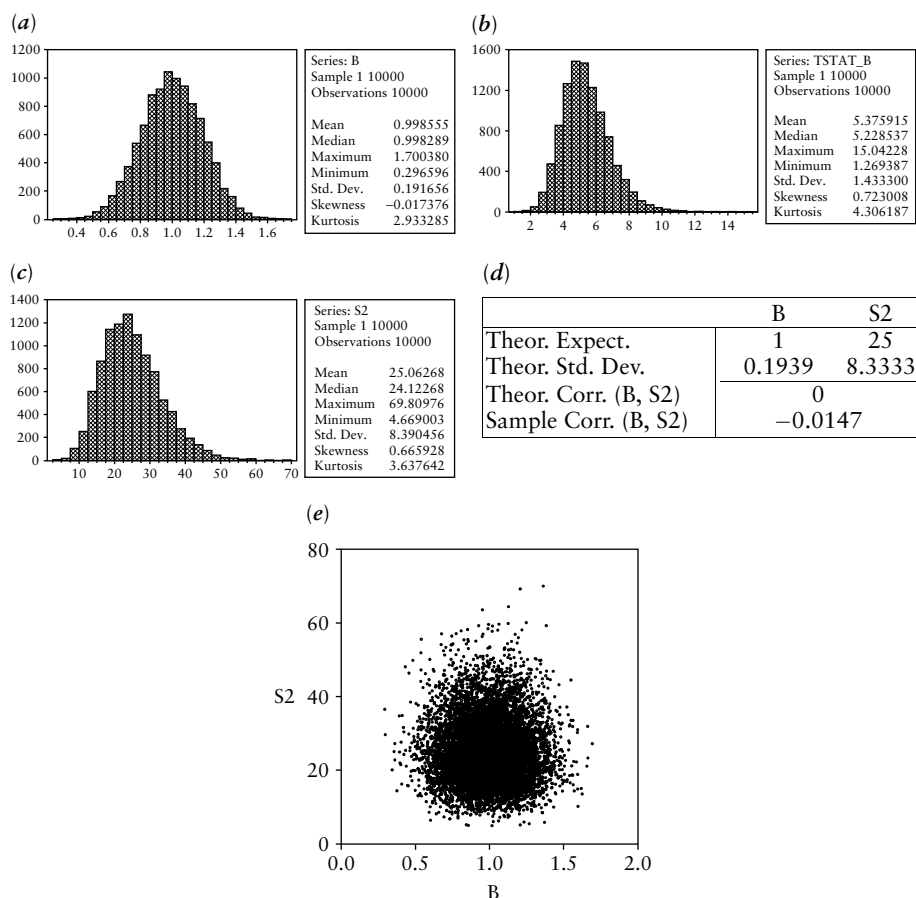 (a)
1200
1000
800
600
400
200
0
0.4 0.6 0.8 1.0 1.2 1.4 1.6
Series: B
Sample 1 10000
Observations 10000
Mean 0.998555
Median 0.998289
Maximum 1.700380
Minimum 0.296596
Std. Dev. 0.191656
Skewness −0.017376
Kurtosis 2.933285
(b)
1600
1200
800
400
0
2 4 6 8 10 12 14
Series: TSTAT_B
Sample 1 10000
Observations 10000
Mean 5.375915
Median 5.228537
Maximum 15.04228
Minimum 1.269387
Std. Dev. 1.433300
Skewness 0.723008
Kurtosis 4.306187
(c)
1400
1200
1000
800
600
400
200
0
10 20 30 40 50 60 70
Series: S2
Sample 1 10000
Observations 10000
Mean 25.06268
Median 24.12268
Maximum 69.80976
Minimum 4.669003
Std. Dev. 8.390456
Skewness 0.665928
Kurtosis 3.637642
(d)
B S2
Theor. Expect. 1 25
Theor. Std. Dev. 0.1939 8.3333
Theor. Corr. (B, S2) 0
Sample Corr. (B, S2) −0.0147
(e)
80
60
S2 40
20
0
0.0 0.5 1.0 1.5 2.0
B